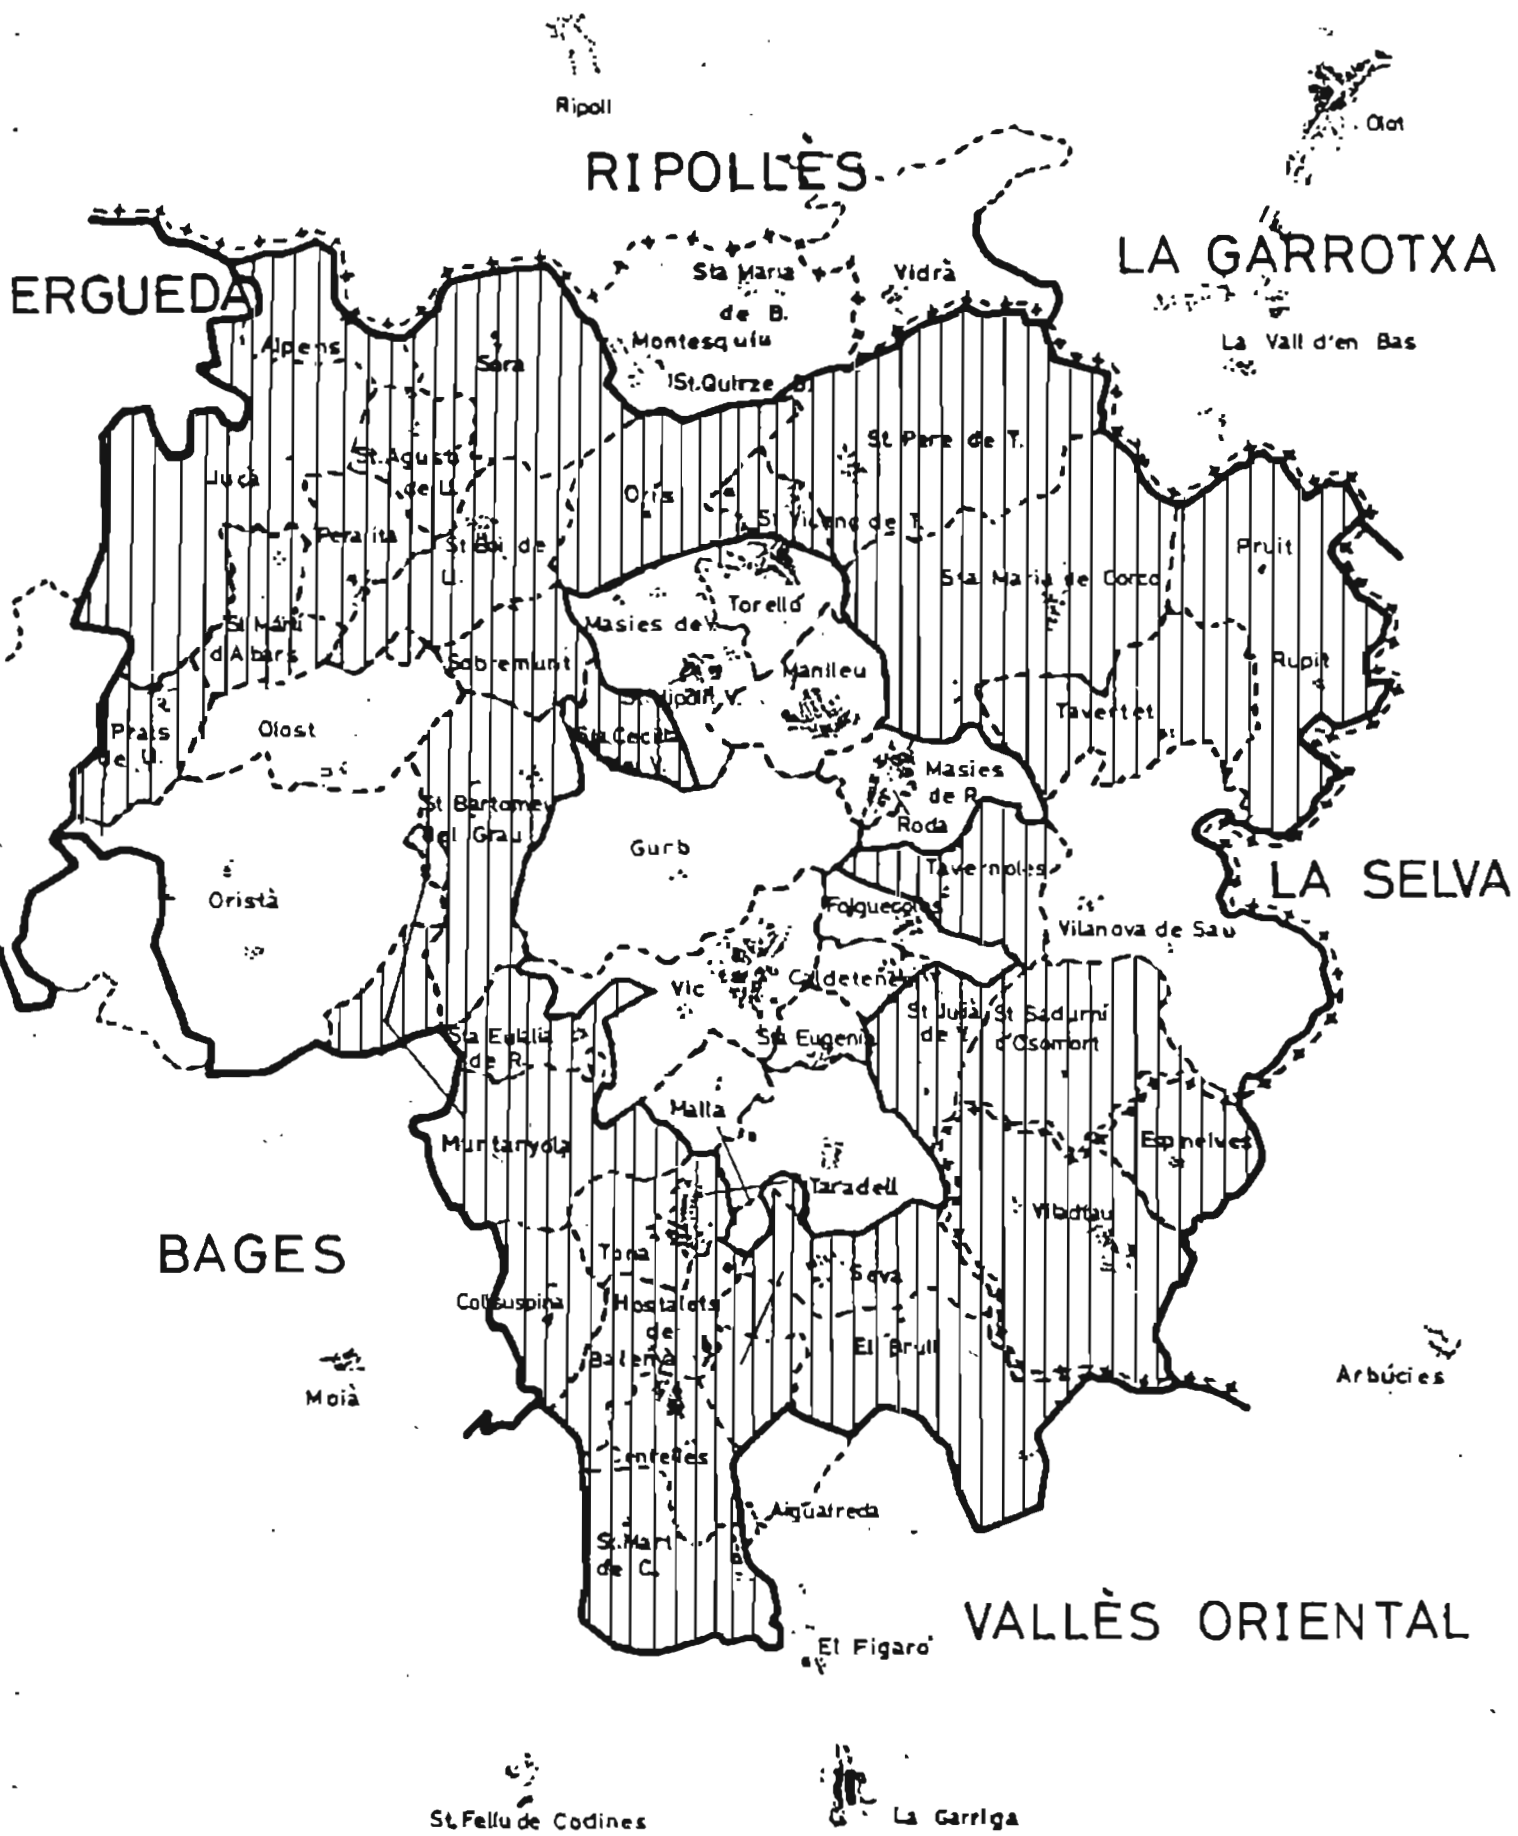 Ripoll
Olot
RIPOLLÈS
LA GARROTXA
ERGUEDA
Sta Maria
de B.
Vidrà
Montesquiu
La Vall d'en Bas
Alpens
Sora
St.Quirze B.
St Pere de T.
St.Agustí
de Ll.
Lluçà
Orís
St Vicenç de T.
Perafita
St Boi de
Ll.
Pruit
Sta Maria de Corcó
Torelló
Masies de V.
St Martí
d'Albars
Sobremunt
Manlleu
Rupit
St Hipòlit V.
Tavertet
Prats
de Ll.
Olost
Sta Cecília
V.
Masies
de R.
Roda
St Bartomeu
del Grau
Gurb
Tavernoles
LA SELVA
Oristà
Folguecoles
Vilanova de Sau
Calldetenes
Vic
St Julià
de V.
St Sadurní
d'Osormort
Sta Eulàlia
de R.
Sta Eugenia
Malla
Muntanyola
Espinelves
Taradell
Viladrau
BAGES
Tona
Seva
Collsuspina
Hostalets
de
Balenyà
El Brull
Moià
Arbúcies
Centelles
Aiguafreda
St.Martí
de C.
VALLÈS ORIENTAL
El Figaró
St.Feliu de Codines
La Garriga